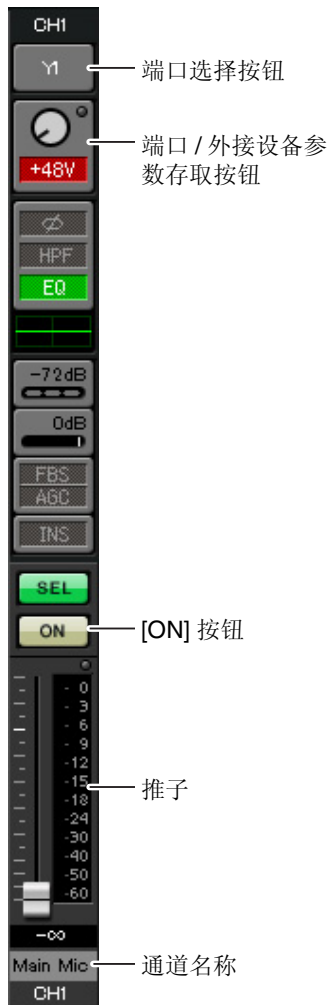 CH1
Y1
端口选择按钮
端口 / 外接设备参
数存取按钮
+48V
HPF
EQ
-72dB
0dB
FBS
AGC
INS
SEL
ON
[ON] 按钮
- 0
- 3
- 6
- 9
-12
-15
-18
-24
-30
-40
-50
-60
推子
-∞
Main Mic
通道名称
CH1